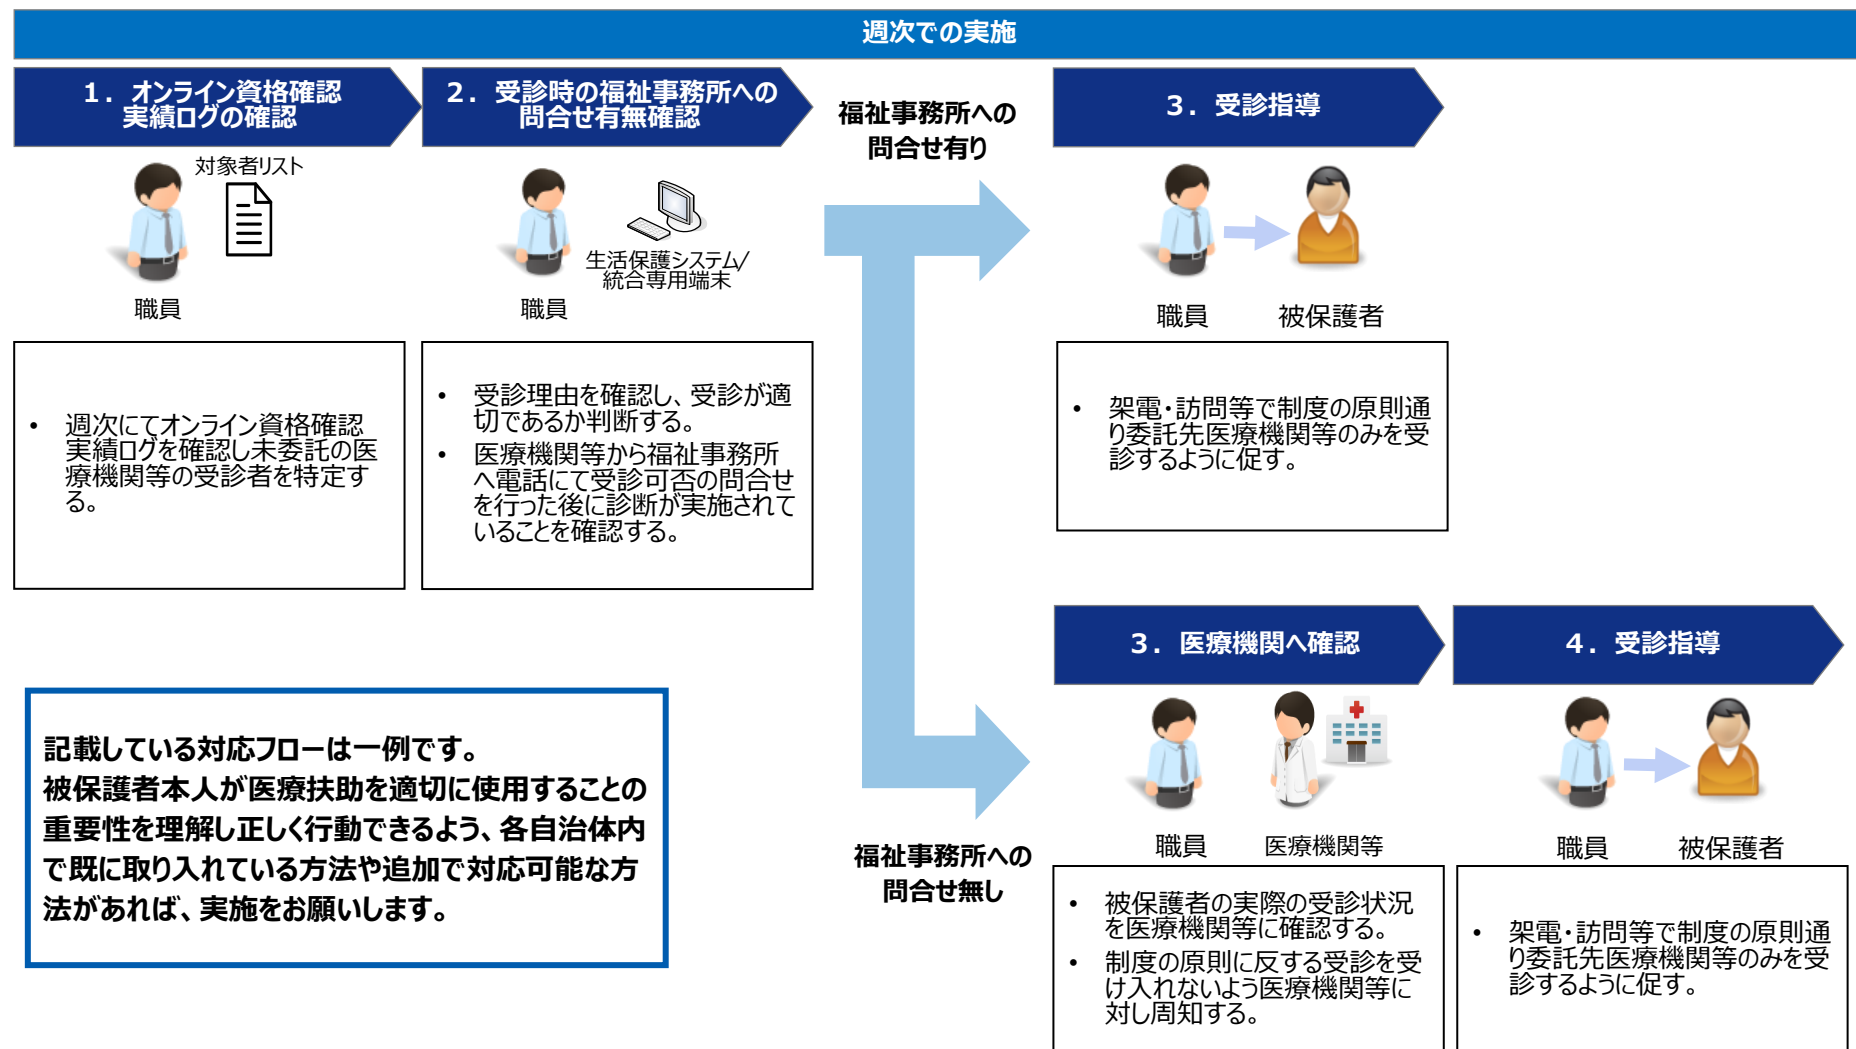 週次での実施
1．オンライン資格確認
実績ログの確認
2．受診時の福祉事務所への
問合せ有無確認
福祉事務所への
問合せ有り
3．受診指導
対象者リスト
職員
生活保護システム/
統合専用端末
職員
職員
被保護者
• 週次にてオンライン資格確認
実績ログを確認し未委託の医
療機関等の受診者を特定す
る。
• 受診理由を確認し、受診が適
切であるか判断する。
• 医療機関等から福祉事務所
へ電話にて受診可否の問合せ
を行った後に診断が実施されて
いることを確認する。
• 架電・訪問等で制度の原則通
り委託先医療機関等のみを受
診するように促す。
福祉事務所への
問合せ無し
3．医療機関へ確認
4．受診指導
職員
医療機関等
職員
被保護者
• 被保護者の実際の受診状況
を医療機関等に確認する。
• 制度の原則に反する受診を受
け入れないよう医療機関等に
対し周知する。
• 架電・訪問等で制度の原則通
り委託先医療機関等のみを受
診するように促す。
記載している対応フローは一例です。
被保護者本人が医療扶助を適切に使用することの
重要性を理解し正しく行動できるよう、各自治体内
で既に取り入れている方法や追加で対応可能な方
法があれば、実施をお願いします。